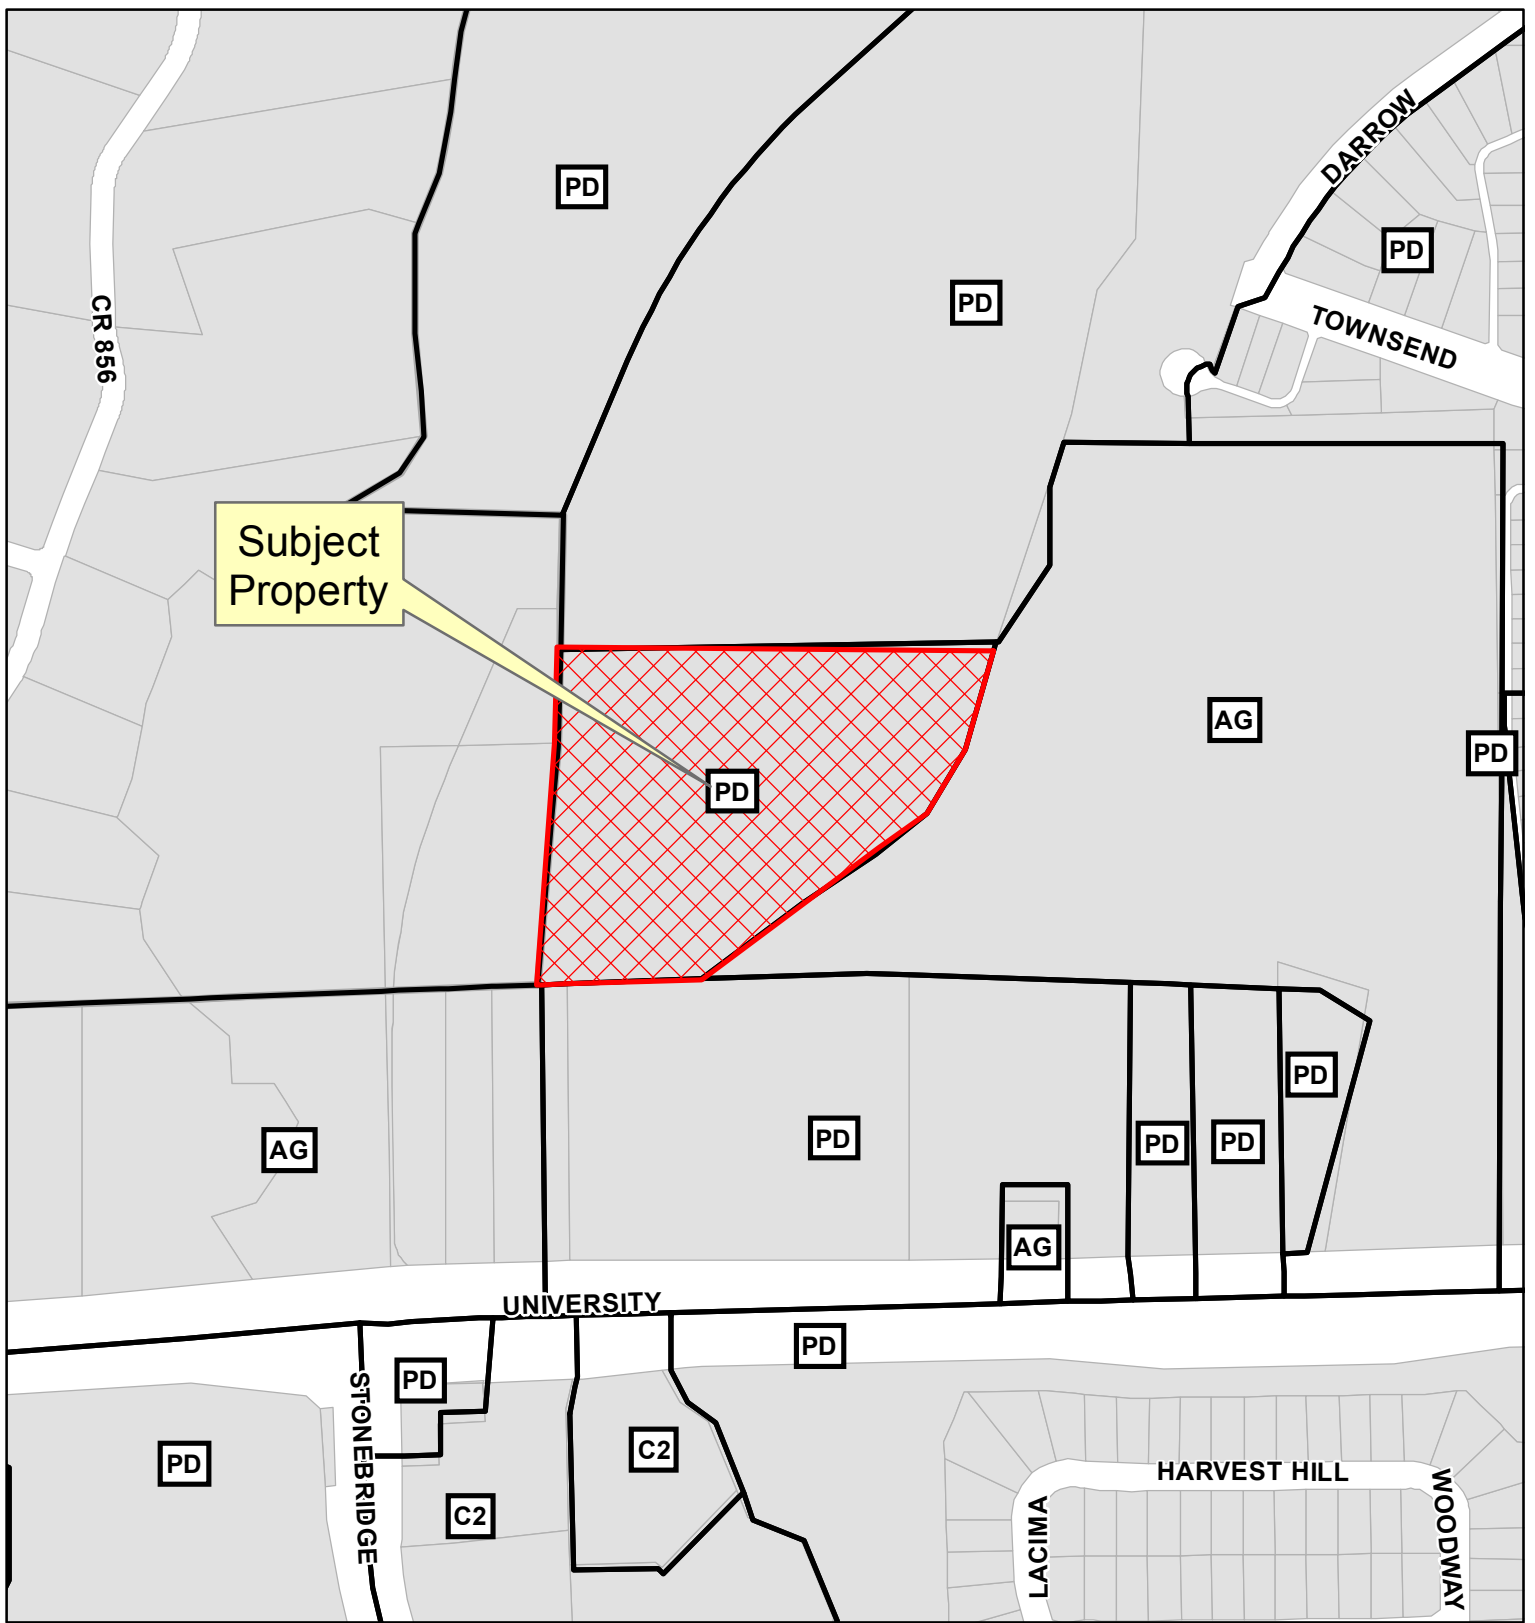 DARROW
PD
PD
PD
TOWNSEND
CR 856
Subject
Property
AG
PD
PD
PD
PD
PD
PD
AG
AG
UNIVERSITY
PD
PD
STONEBRIDGE
C2
PD
HARVEST HILL
WOODWAY
C2
LACIMA